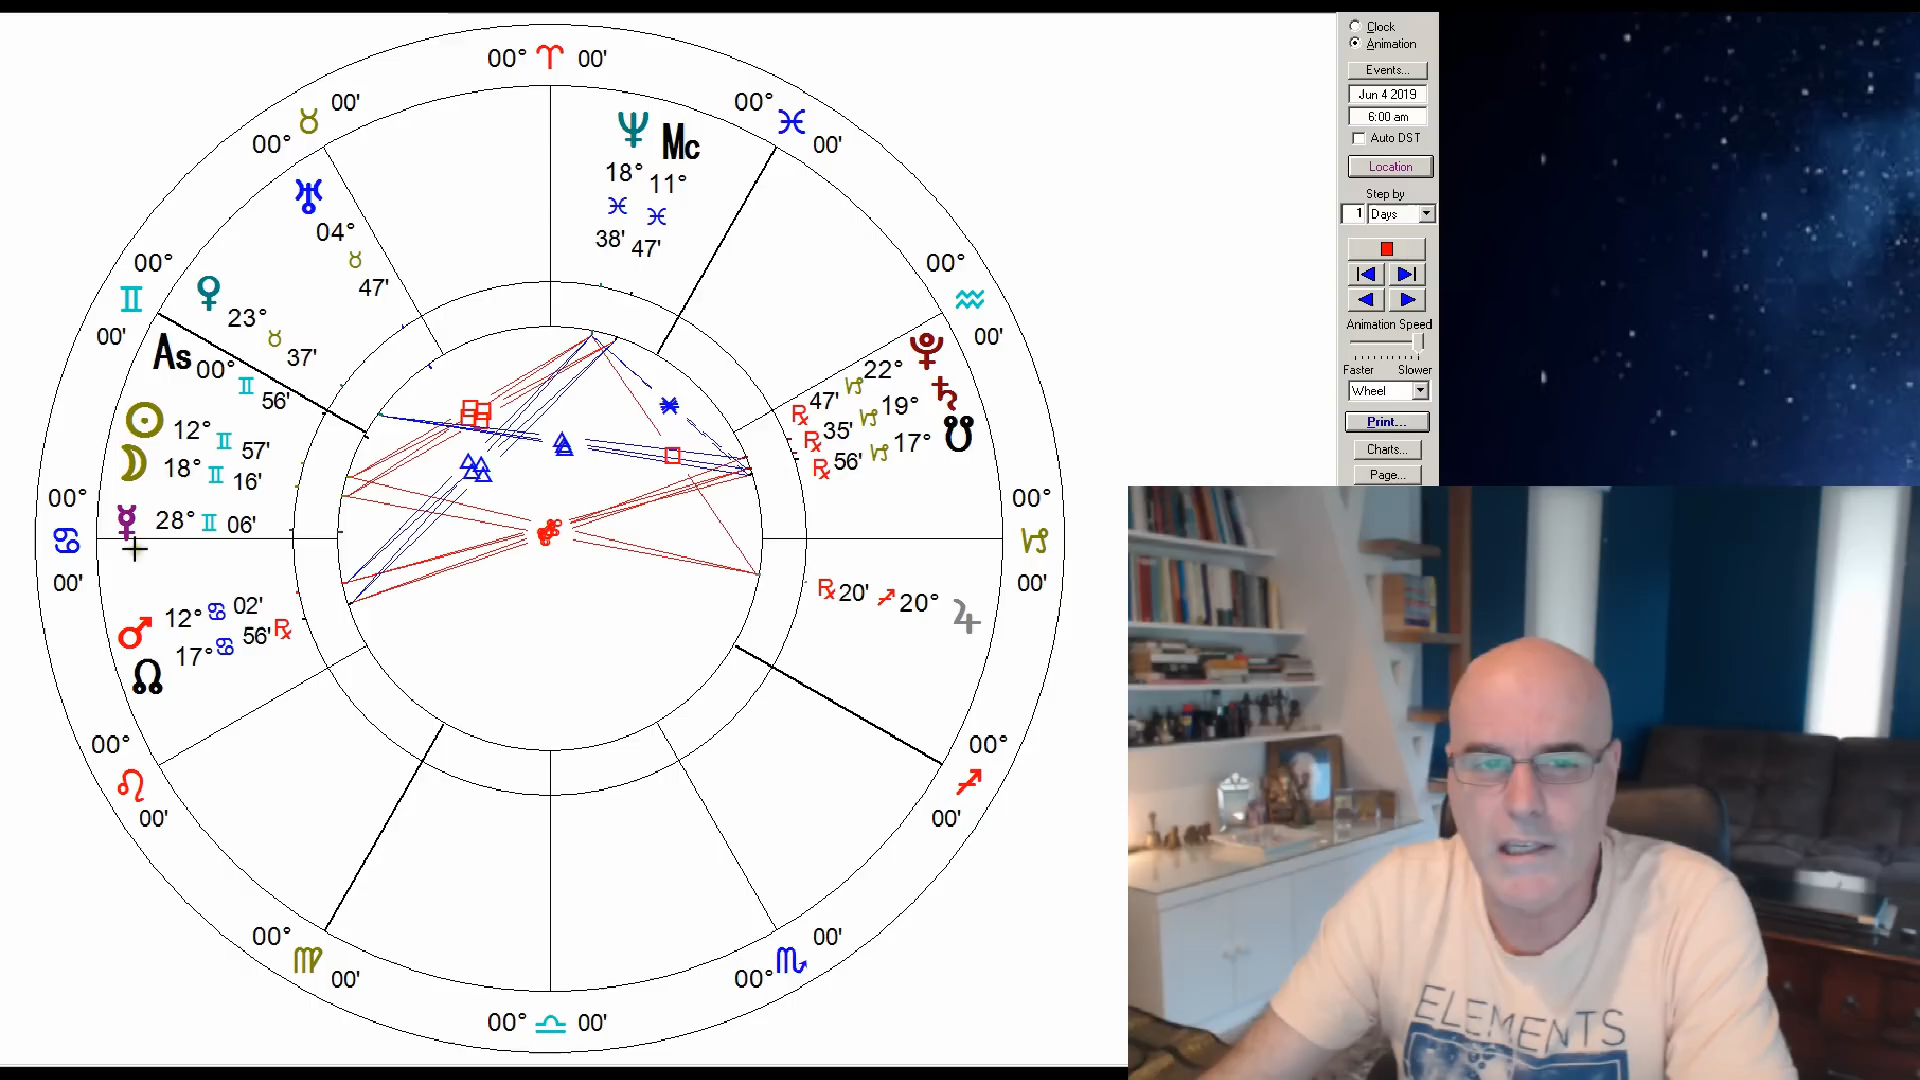 00° ♈ 00'
00° ♉ 00'
00° ♓ 00'
♆ Mc
18° 11°
♓ ♓
38' 47'
♅
04°
♉
47'
00° ♊ 00'
♀
23°
♉
37'
As
00°
♊
56'
☉ 12° ♊ 57'
☽ 18° ♊ 16'
00° ♋ 00'
☿ 28° ♊ 06'
♂ 12° ♋ 02'
☊ 17° ♋ 56' ℞
00° ♌ 00'
00° ♍ 00'
00° ♎ 00'
00° ♏ 00'
00° ♐ 00'
℞ 20' ♐ 20° ♃
00° ♑ 00'
℞ 47' ♑ 22° ♇
℞ 35' ♑ 19° ♄
℞ 56' ♑ 17° ☋
00° ♒ 00'
Clock
Animation
Events...
Jun 4 2019
6:00 am
Auto DST
Location
Step by
1 Days
Animation Speed
Faster Slower
Wheel
Print...
Charts...
Page...
ELEMENTS